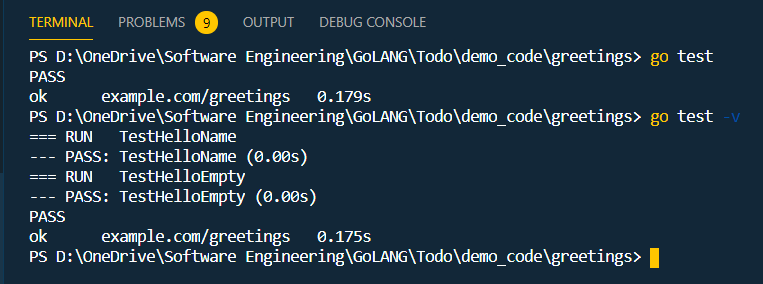 TERMINAL PROBLEMS 9 OUTPUT DEBUG CONSOLE
PS D:\OneDrive\Software Engineering\GoLANG\Todo\demo_code\greetings> go test
PASS
ok      example.com/greetings   0.179s
PS D:\OneDrive\Software Engineering\GoLANG\Todo\demo_code\greetings> go test -v
=== RUN   TestHelloName
--- PASS: TestHelloName (0.00s)
=== RUN   TestHelloEmpty
--- PASS: TestHelloEmpty (0.00s)
PASS
ok      example.com/greetings   0.175s
PS D:\OneDrive\Software Engineering\GoLANG\Todo\demo_code\greetings>